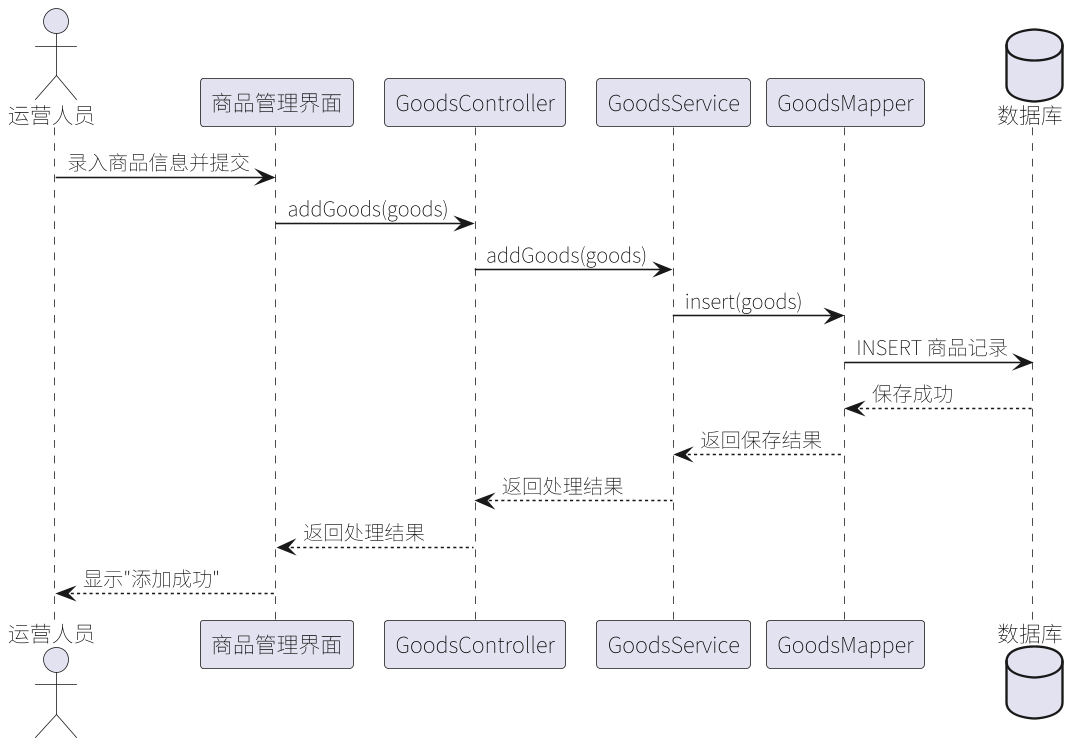 运营人员
商品管理界面
GoodsController
GoodsService
GoodsMapper
数据库
录入商品信息并提交
addGoods(goods)
addGoods(goods)
insert(goods)
INSERT 商品记录
保存成功
返回保存结果
返回处理结果
返回处理结果
显示"添加成功"
运营人员
商品管理界面
GoodsController
GoodsService
GoodsMapper
数据库